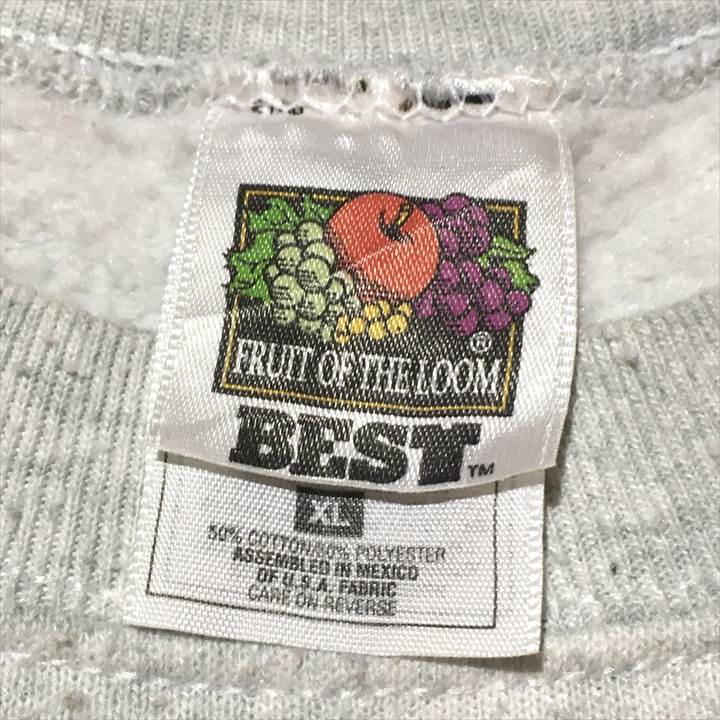 FRUIT OF THE LOOM®
BEST™
XL
50% COTTON/50% POLYESTER
ASSEMBLED IN MEXICO
OF U.S.A. FABRIC
CARE ON REVERSE